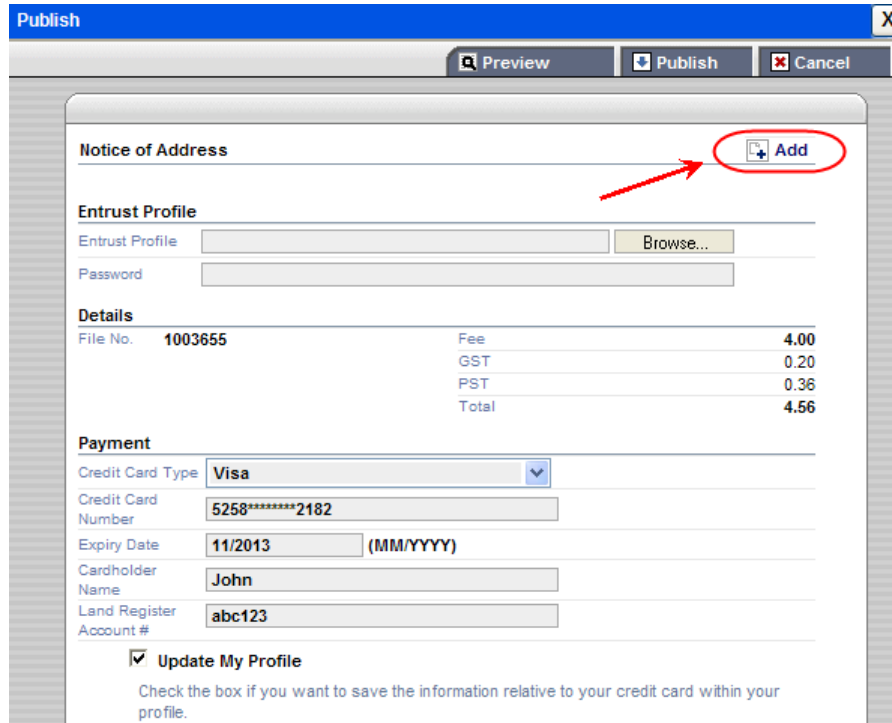 Publish X
Preview Publish Cancel
Notice of Address Add
Entrust Profile
Entrust Profile Browse...
Password
Details
File No. 1003655 Fee 4.00
GST 0.20
PST 0.36
Total 4.56
Payment
Credit Card Type Visa
Credit Card
Number 5258********2182
Expiry Date 11/2013 (MM/YYYY)
Cardholder
Name John
Land Register
Account # abc123
Update My Profile
Check the box if you want to save the information relative to your credit card within your
profile.